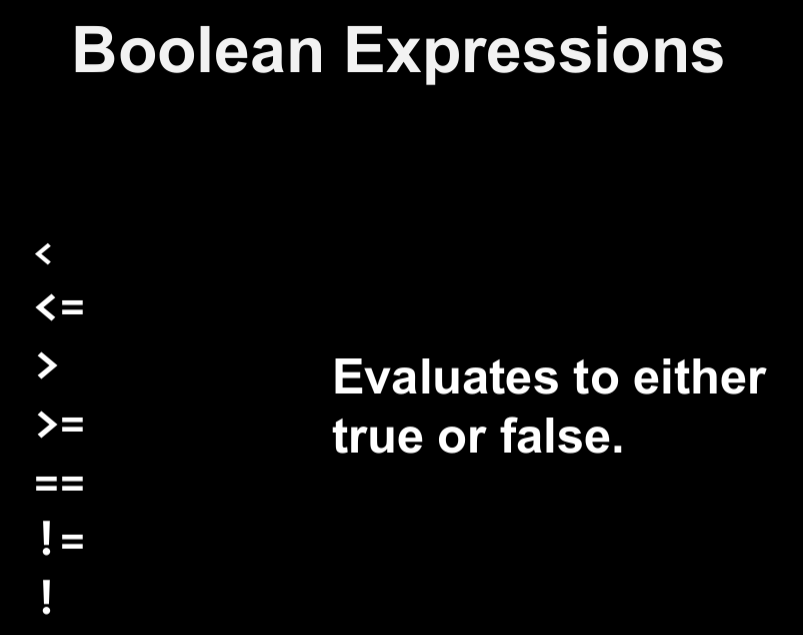 Boolean Expressions
<
<=
>
>=
==
!=
!
Evaluates to either
true or false.